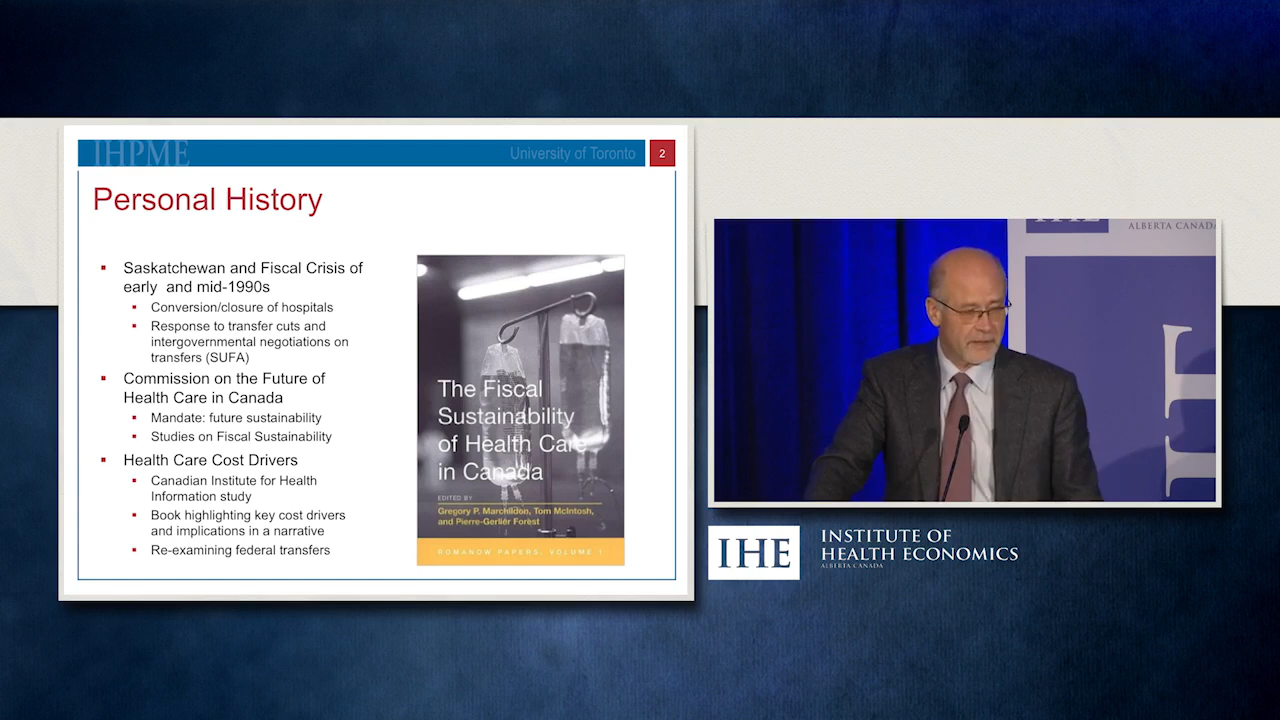 IHPME
University of Toronto
2
Personal History
▪ Saskatchewan and Fiscal Crisis of
early and mid-1990s
▪ Conversion/closure of hospitals
▪ Response to transfer cuts and
intergovernmental negotiations on
transfers (SUFA)
▪ Commission on the Future of
Health Care in Canada
▪ Mandate: future sustainability
▪ Studies on Fiscal Sustainability
▪ Health Care Cost Drivers
▪ Canadian Institute for Health
Information study
▪ Book highlighting key cost drivers
and implications in a narrative
▪ Re-examining federal transfers
The Fiscal
Sustainability
of Health Care
in Canada
EDITED BY
Gregory P. Marchildon, Tom McIntosh,
and Pierre-Gerlier Forest
ROMANOW PAPERS, VOLUME 1
IHE
ALBERTA CANADA
IHE
INSTITUTE OF
HEALTH ECONOMICS
ALBERTA CANADA